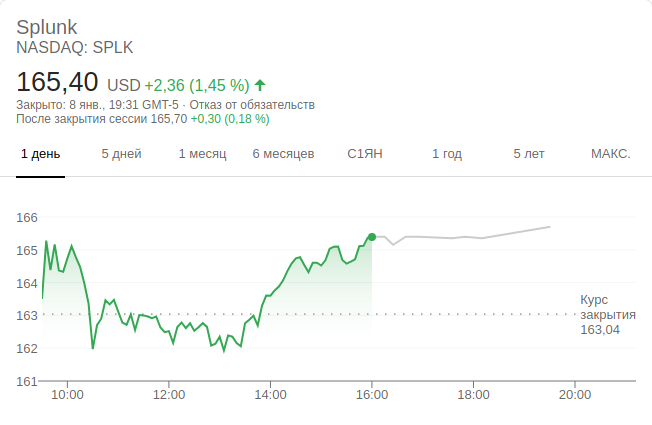 Splunk
NASDAQ: SPLK
165,40 USD +2,36 (1,45 %) ↑
Закрыто: 8 янв., 19:31 GMT-5 · Отказ от обязательств
После закрытия сессии 165,70 +0,30 (0,18 %)
1 день 5 дней 1 месяц 6 месяцев С1ЯН 1 год 5 лет МАКС.
166
165
164
163
162
161
Курс
закрытия
163,04
10:00 12:00 14:00 16:00 18:00 20:00